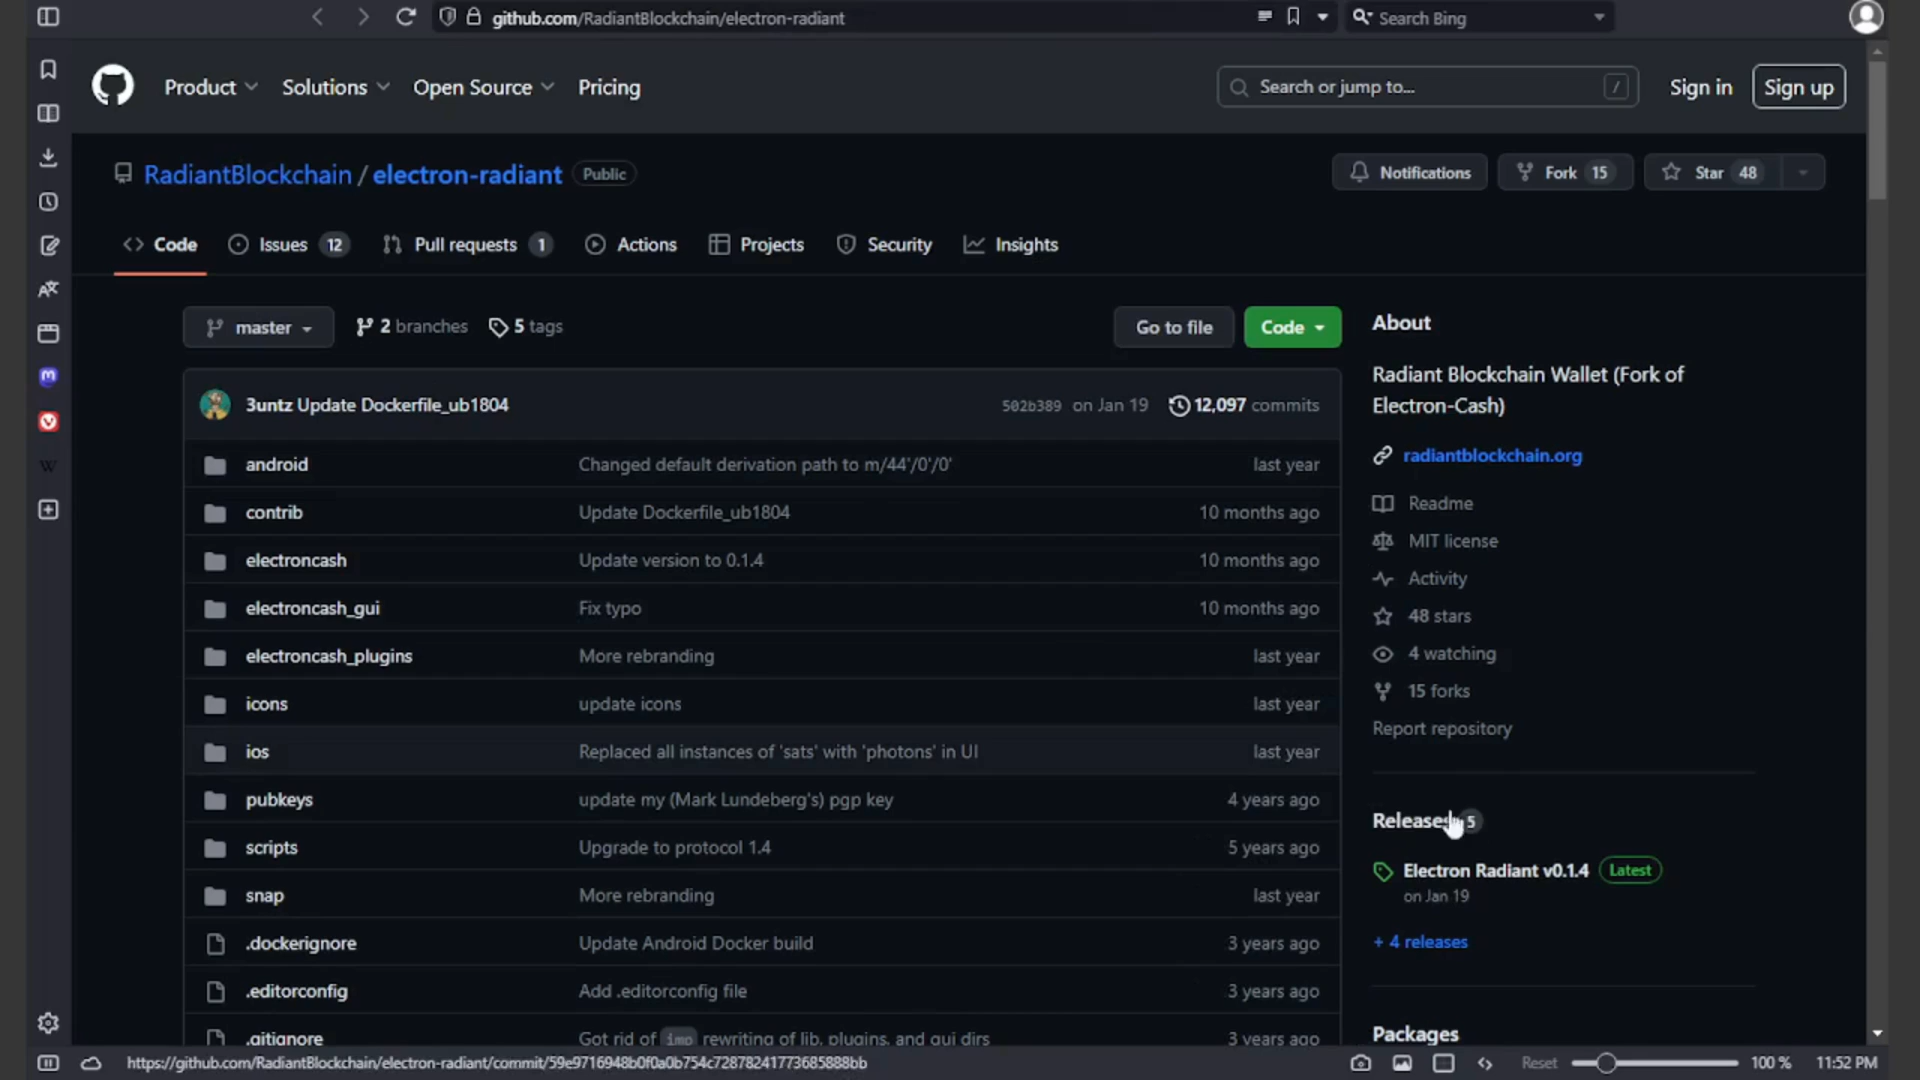 github.com/RadiantBlockchain/electron-radiant
Search Bing
Product
Solutions
Open Source
Pricing
Search or jump to...
/
Sign in
Sign up
RadiantBlockchain / electron-radiant
Public
Notifications
Fork 15
Star 48
Code
Issues 12
Pull requests 1
Actions
Projects
Security
Insights
master
2 branches
5 tags
Go to file
Code
3untz Update Dockerfile_ub1804
502b389 on Jan 19
12,097 commits
android Changed default derivation path to m/44'/0'/0' last year
contrib Update Dockerfile_ub1804 10 months ago
electroncash Update version to 0.1.4 10 months ago
electroncash_gui Fix typo 10 months ago
electroncash_plugins More rebranding last year
icons update icons last year
ios Replaced all instances of 'sats' with 'photons' in UI last year
pubkeys update my (Mark Lundeberg's) pgp key 4 years ago
scripts Upgrade to protocol 1.4 5 years ago
snap More rebranding last year
.dockerignore Update Android Docker build 3 years ago
.editorconfig Add .editorconfig file 3 years ago
.gitignore Got rid of imp rewriting of lib, plugins, and gui dirs 3 years ago
About
Radiant Blockchain Wallet (Fork of
Electron-Cash)
radiantblockchain.org
Readme
MIT license
Activity
48 stars
4 watching
15 forks
Report repository
Releases 5
Electron Radiant v0.1.4 Latest
on Jan 19
+ 4 releases
Packages
https://github.com/RadiantBlockchain/electron-radiant/commit/59e9716948b0f0a0b754c72878241773685888bb
Reset
100 %
11:52 PM